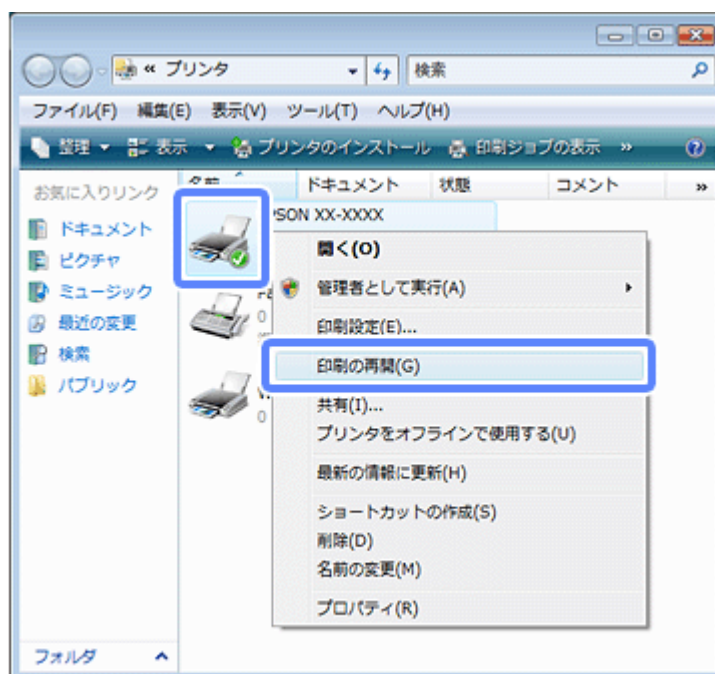 « プリンタ
検索
ファイル(F) 編集(E) 表示(V) ツール(T) ヘルプ(H)
整理 表示 プリンタのインストール 印刷ジョブの表示 »
お気に入りリンク
ドキュメント
ピクチャ
ミュージック
最近の変更
検索
パブリック
フォルダ
ドキュメント 状態 コメント »
PSON XX-XXXX
0
0
開く(O)
管理者として実行(A)
印刷設定(E)...
印刷の再開(G)
共有(I)...
プリンタをオフラインで使用する(U)
最新の情報に更新(H)
ショートカットの作成(S)
削除(D)
名前の変更(M)
プロパティ(R)